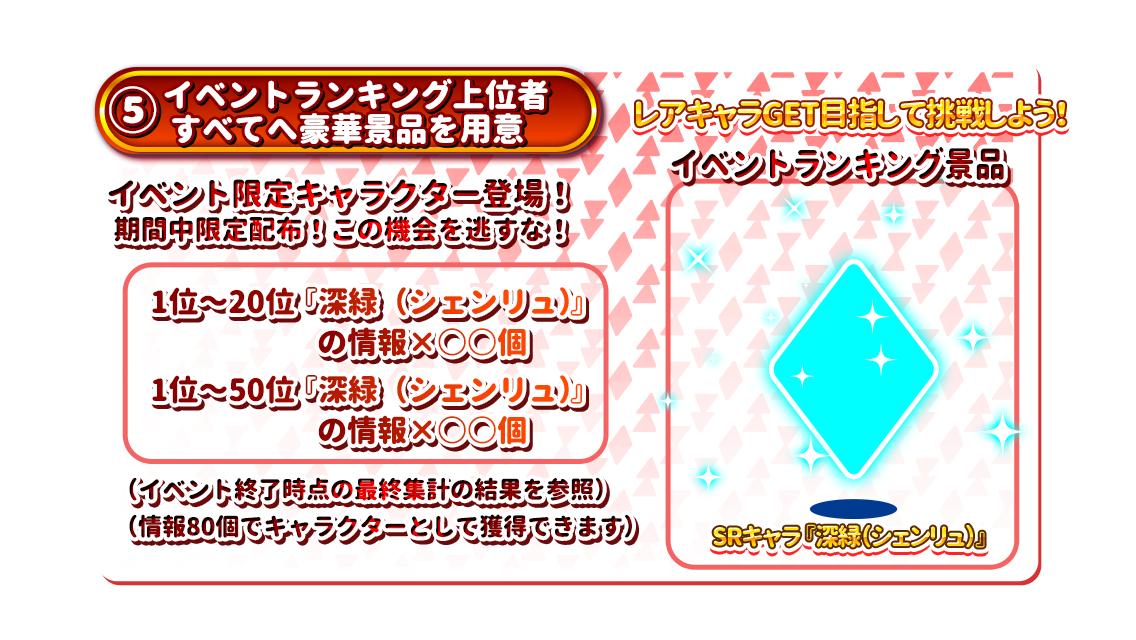 ⑤ イベントランキング上位者
すべてへ豪華景品を用意
イベント限定キャラクター登場！
期間中限定配布！この機会を逃すな！
1位～20位『深緑（シェンリュ）』
の情報×〇〇個
1位～50位『深緑（シェンリュ）』
の情報×〇〇個
（イベント終了時点の最終集計の結果を参照）
（情報80個でキャラクターとして獲得できます）
レアキャラGET目指して挑戦しよう！
イベントランキング景品
SRキャラ『深緑（シェンリュ）』